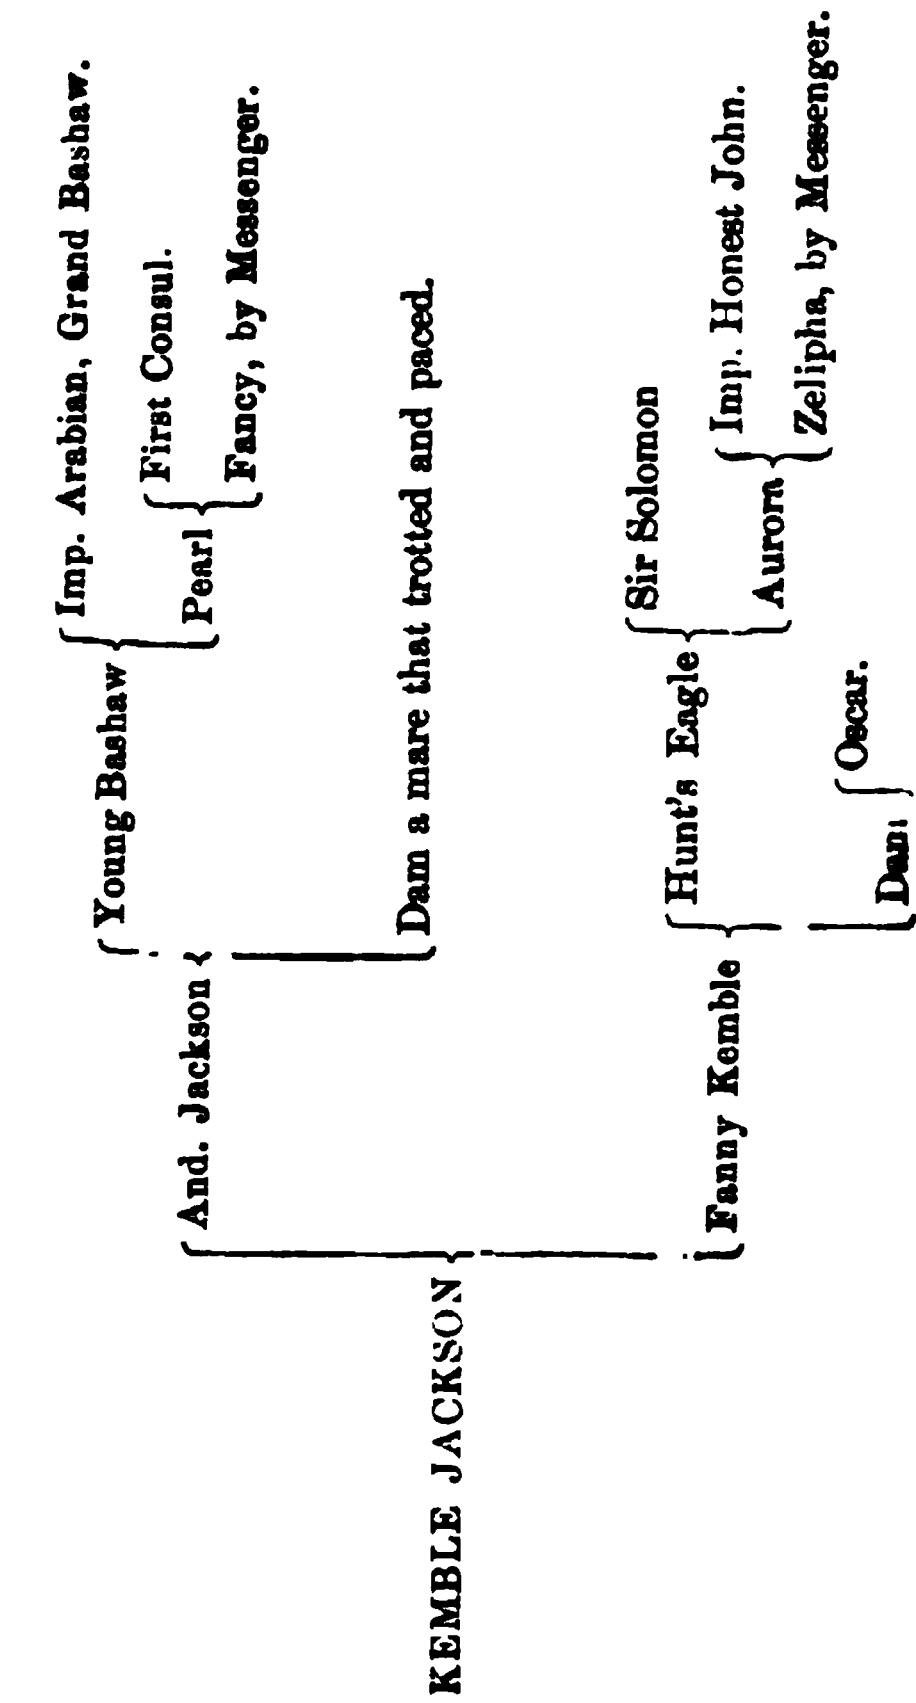 Imp. Arabian, Grand Bashaw.
Young Bashaw
First Consul.
Pearl
Fancy, by Messenger.
And. Jackson
Dam a mare that trotted and paced.
KEMBLE JACKSON
Sir Solomon
Hunt's Eagle
Imp. Honest John.
Aurora
Zelipha, by Messenger.
Fanny Kemble
Oscar.
Dam